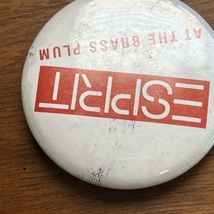 ESPRIT
AT THE BRASS PLUM